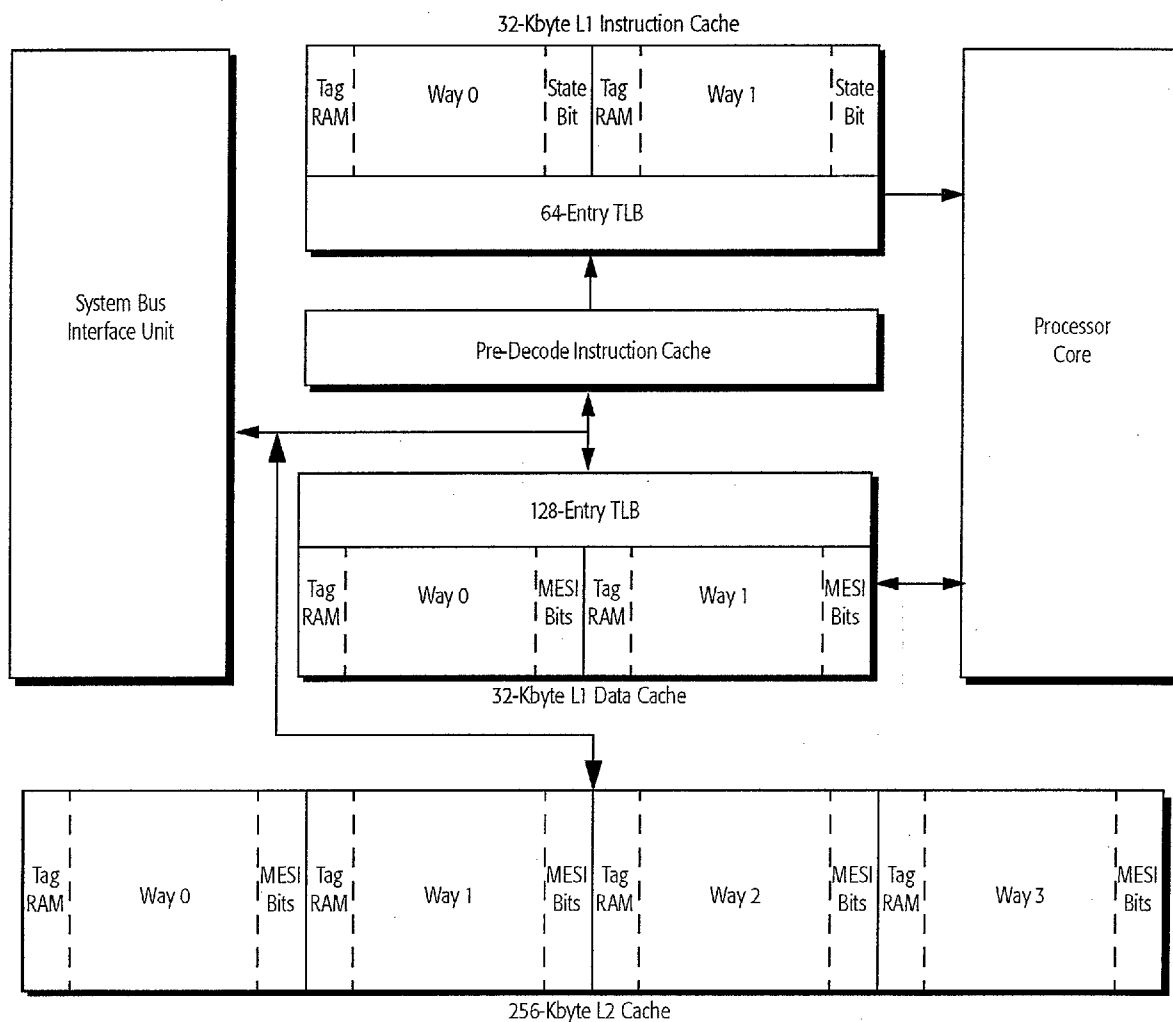 32-Kbyte L1 Instruction Cache
Tag RAM
Way 0
State Bit
Tag RAM
Way 1
State Bit
64-Entry TLB
System Bus
Interface Unit
Pre-Decode Instruction Cache
Processor
Core
128-Entry TLB
Tag RAM
Way 0
MESI Bits
Tag RAM
Way 1
MESI Bits
32-Kbyte L1 Data Cache
Tag RAM
Way 0
MESI Bits
Tag RAM
Way 1
MESI Bits
Tag RAM
Way 2
MESI Bits
Tag RAM
Way 3
MESI Bits
256-Kbyte L2 Cache